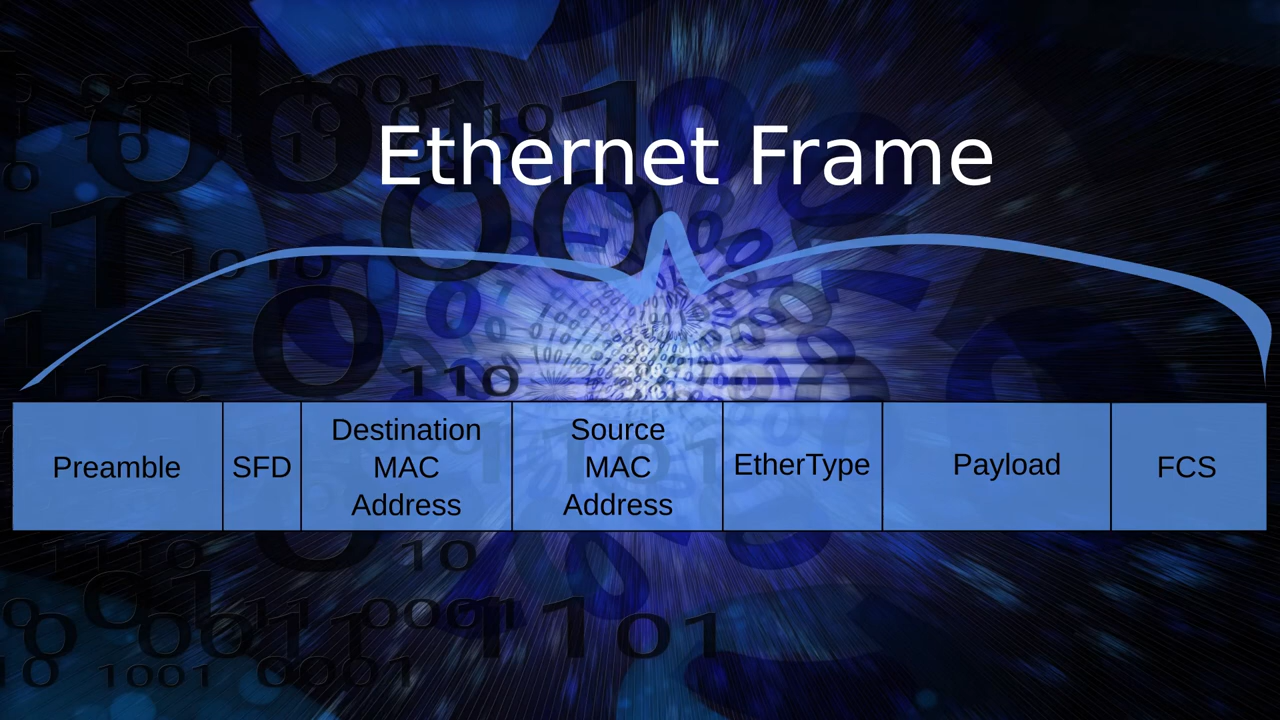 Ethernet Frame
Preamble
SFD
Destination
MAC
Address
Source
MAC
Address
EtherType
Payload
FCS